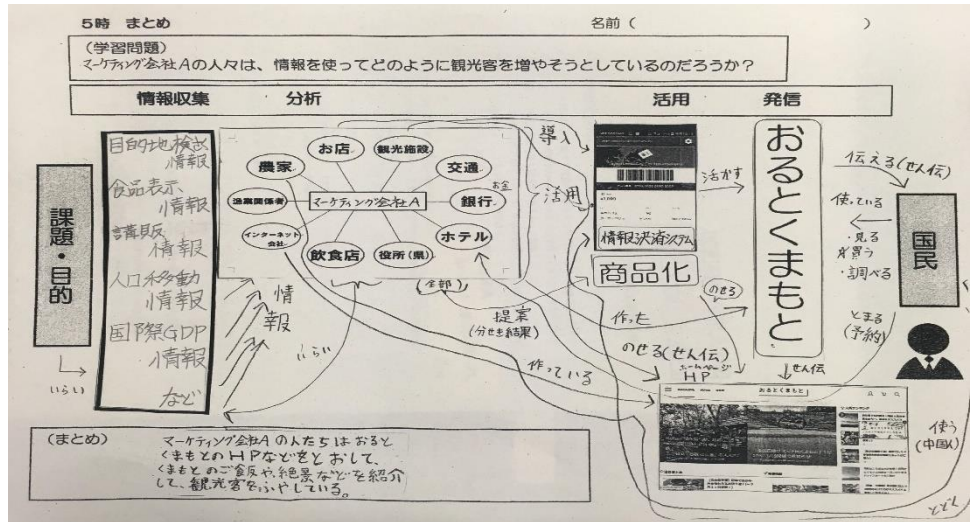 5時 まとめ 名前（ ）
（学習問題）
マーケティング会社Aの人々は、情報を使ってどのように観光客を増やそうとしているのだろうか？
情報収集 分析 活用 発信
課題・目的
いらい
目的地検出
情報
食品表示
情報
購買
情報
人口移動
情報
国際GDP
情報
など
お店
観光施設
農家
交通
お金
漁業関係者
マーケティング会社A
銀行
インターネット
会社
ホテル
飲食店
役所（県）
情報
いらい
（全部）
提案
（分せき結果）
作っている
導入
活用
情報決済システム
商品化
活かす
のせる
作った
のせる（せん伝）
ホームページ
HP
おるとくまもと
せん伝
伝える（せん伝）
使っている
・見る
・買う
・調べる
国民
とまる
（予約）
おるとくまもと
使う
（中国人）
とどく
（まとめ）
マーケティング会社Aの人たちはおると
くまもとのHPなどをとおして、
くまもとのご飯や、絶景などを紹介
して、観光客をふやしている。